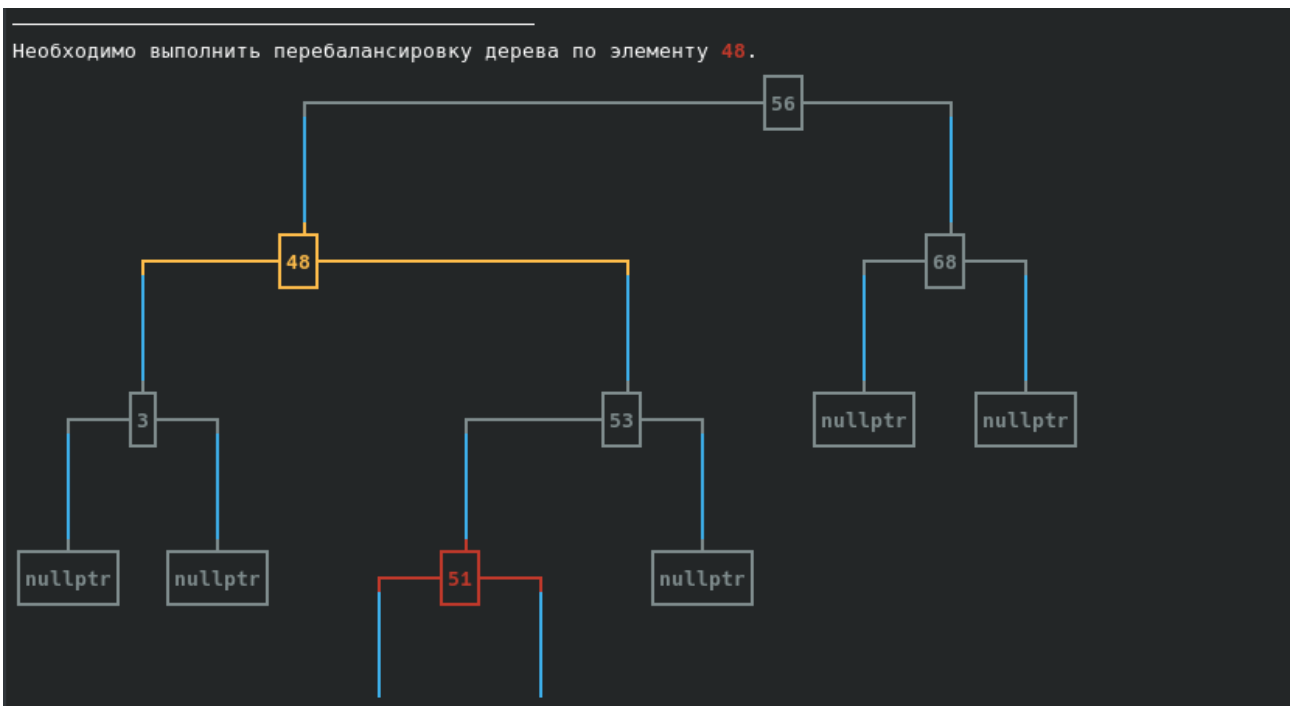 Необходимо выполнить перебалансировку дерева по элементу 48.
56
48
68
3
53
nullptr
nullptr
nullptr
nullptr
51
nullptr